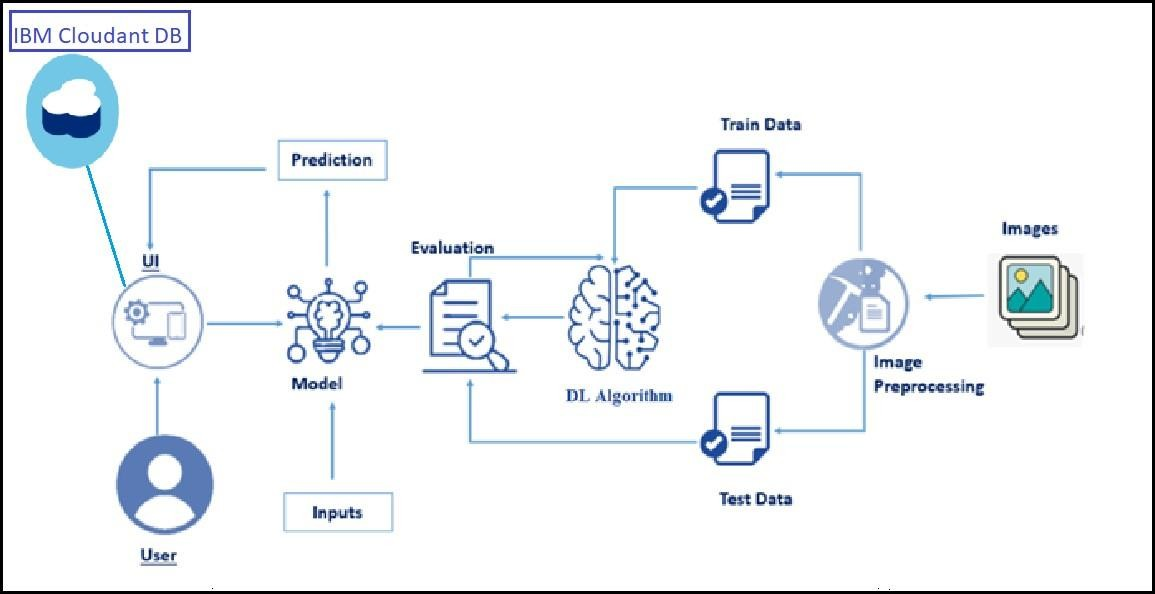 IBM Cloudant DB
Train Data
Prediction
Images
Evaluation
UI
Image
Preprocessing
Model
DL Algorithm
Test Data
Inputs
User